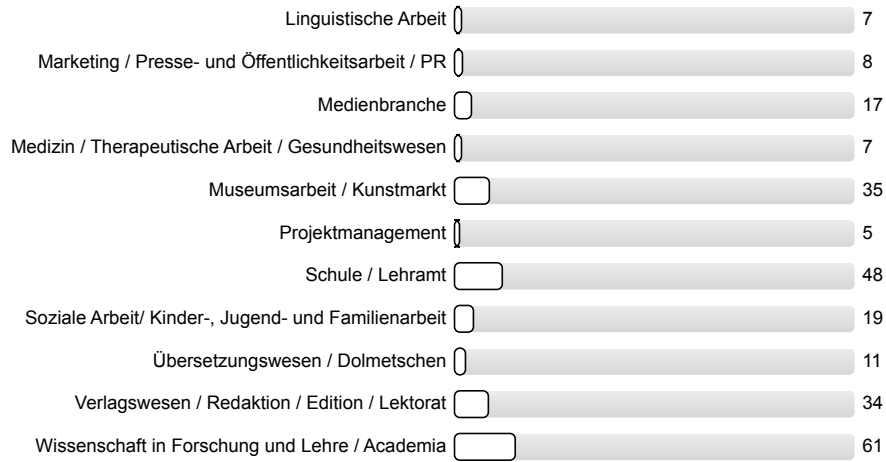 Linguistische Arbeit 7
Marketing / Presse- und Öffentlichkeitsarbeit / PR 8
Medienbranche 17
Medizin / Therapeutische Arbeit / Gesundheitswesen 7
Museumsarbeit / Kunstmarkt 35
Projektmanagement 5
Schule / Lehramt 48
Soziale Arbeit/ Kinder-, Jugend- und Familienarbeit 19
Übersetzungswesen / Dolmetschen 11
Verlagswesen / Redaktion / Edition / Lektorat 34
Wissenschaft in Forschung und Lehre / Academia 61